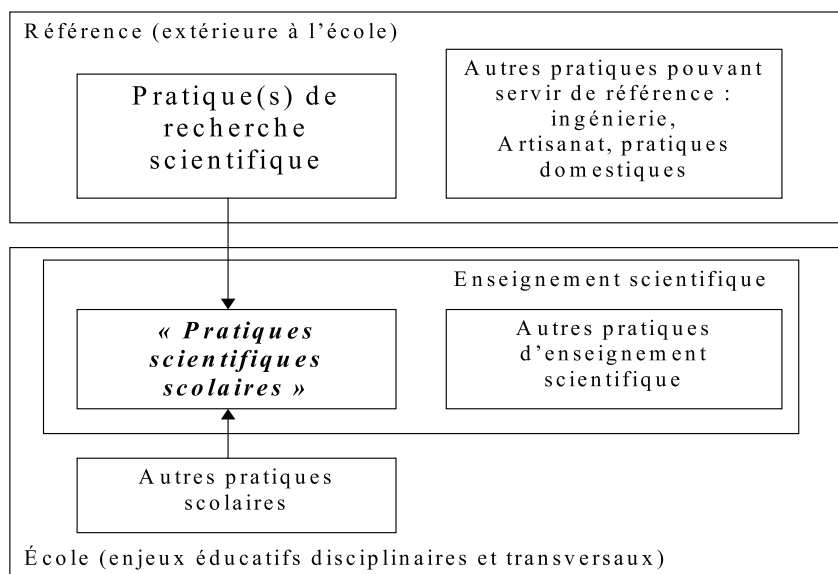 Référence (extérieure à l’école)
Pratique(s) de
recherche
scientifique
Autres pratiques pouvant
servir de référence :
ingénierie,
Artisanat, pratiques
domestiques
Enseignement scientifique
« Pratiques
scientifiques
scolaires »
Autres pratiques
d’enseignement
scientifique
Autres pratiques
scolaires
École (enjeux éducatifs disciplinaires et transversaux)